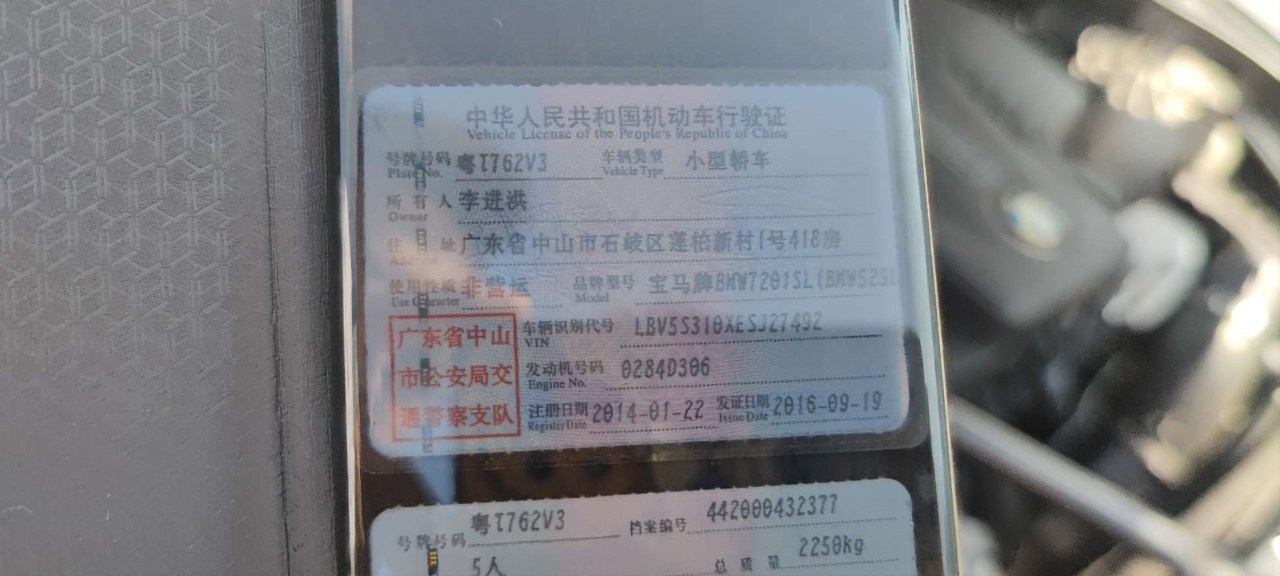 中华人民共和国机动车行驶证
Vehicle License of the People's Republic of China
号牌号码 粤T762V3 车辆类型 小型轿车
Plate No. Vehicle Type
所有人 李进洪
Owner
住址 广东省中山市石岐区莲柏新村1号418房
Address
使用性质 非营运 品牌型号 宝马牌BMW7201SL(BMW525L
Use Character Model
广东省中山
市公安局交
通警察支队
车辆识别代号 LBV5S310XESJ27492
VIN
发动机号码 0284D306
Engine No.
注册日期 2014-01-22 发证日期 2016-09-19
Register Date Issue Date
号牌号码 粤T762V3 档案编号 442000432377
5人 总质量 2250kg